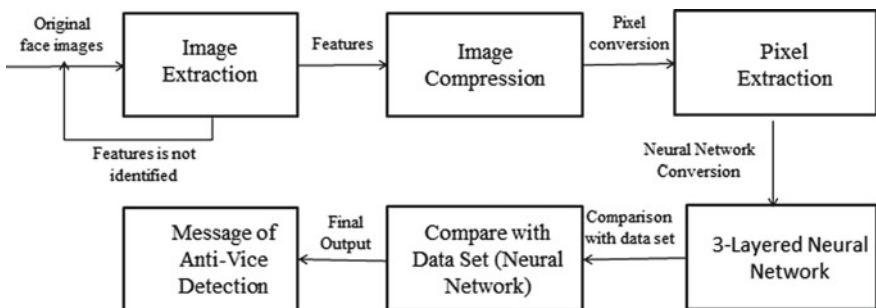 Original
face images
Image
Extraction
Features
Image
Compression
Pixel
conversion
Pixel
Extraction
Features is not
identified
Neural Network
Conversion
3-Layered Neural
Network
Comparison
with data set
Compare with
Data Set (Neural
Network)
Final
Output
Message of
Anti-Vice
Detection